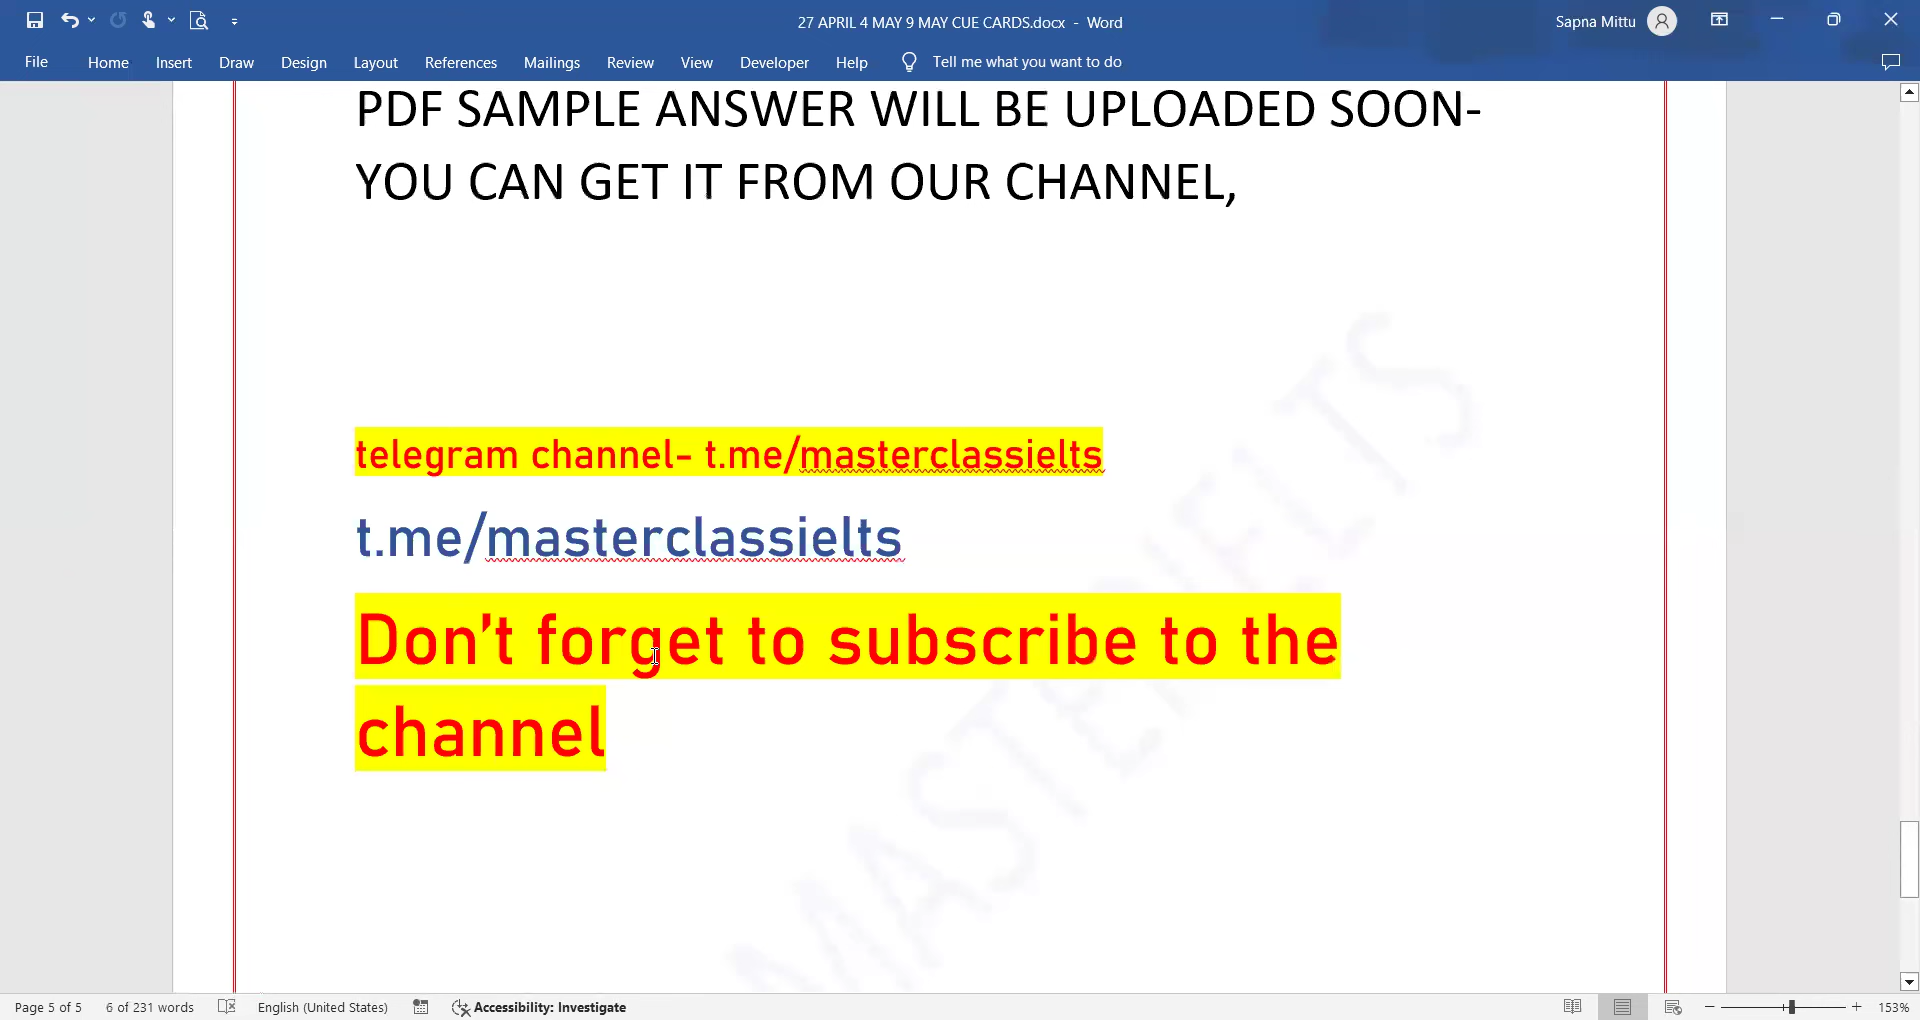 27 APRIL 4 MAY 9 MAY CUE CARDS.docx - Word
Sapna Mittu
File Home Insert Draw Design Layout References Mailings Review View Developer Help Tell me what you want to do
PDF SAMPLE ANSWER WILL BE UPLOADED SOON-
YOU CAN GET IT FROM OUR CHANNEL,
telegram channel- t.me/masterclassielts
t.me/masterclassielts
Don't forget to subscribe to the
channel
MASTERIELTS
Page 5 of 5 6 of 231 words English (United States) Accessibility: Investigate 153%